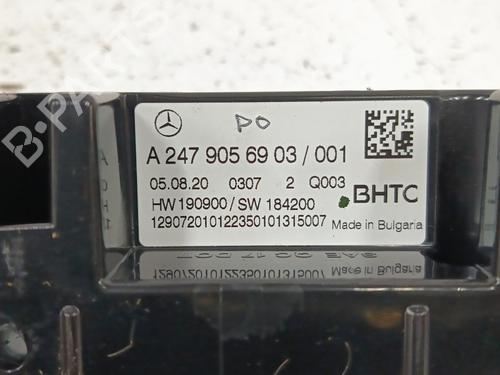 PO
A 247 905 69 03 / 001
05.08.20 0307 2 Q003
HW 190900 / SW 184200
BHTC
129072010122350101315007
Made in Bulgaria
B-PARTS